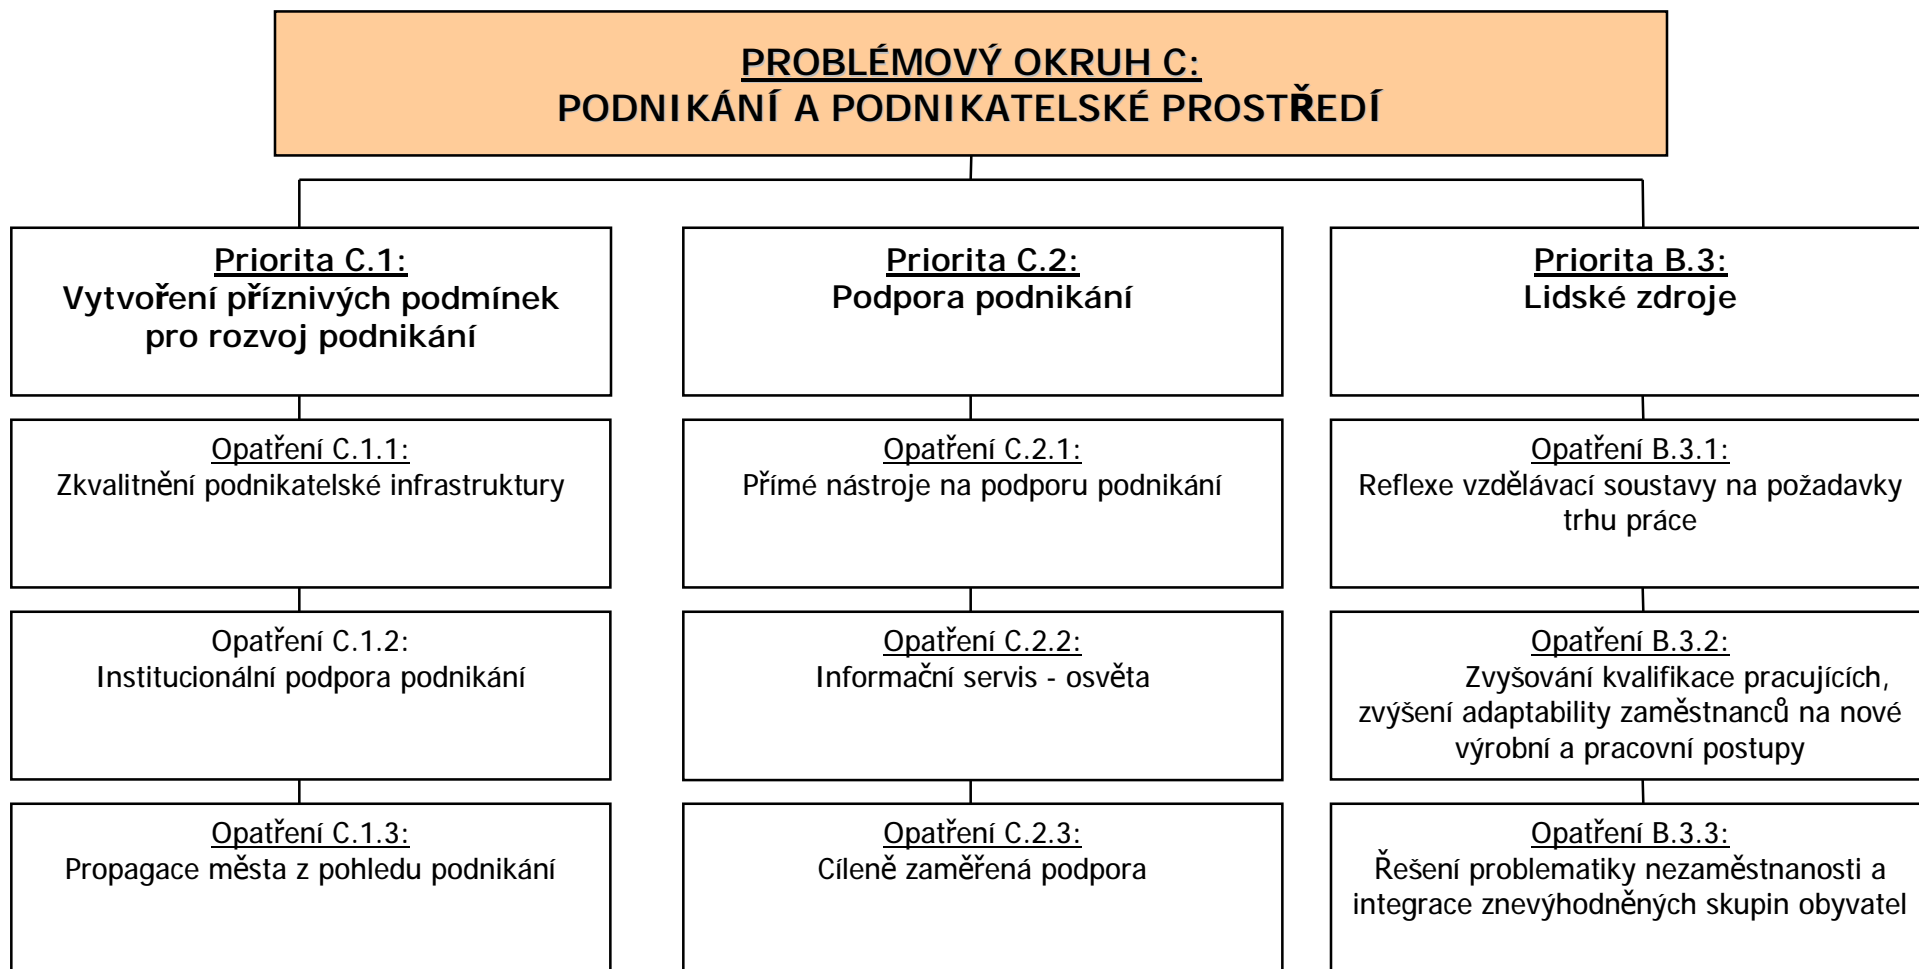 PROBLÉMOVÝ OKRUH C:
PODNIKÁNÍ A PODNIKATELSKÉ PROSTŘEDÍ
Priorita C.1:
Vytvoření příznivých podmínek
pro rozvoj podnikání
Priorita C.2:
Podpora podnikání
Priorita B.3:
Lidské zdroje
Opatření C.1.1:
Zkvalitnění podnikatelské infrastruktury
Opatření C.2.1:
Přímé nástroje na podporu podnikání
Opatření B.3.1:
Reflexe vzdělávací soustavy na požadavky
trhu práce
Opatření C.1.2:
Institucionální podpora podnikání
Opatření C.2.2:
Informační servis - osvěta
Opatření B.3.2:
Zvyšování kvalifikace pracujících,
zvýšení adaptability zaměstnanců na nové
výrobní a pracovní postupy
Opatření C.1.3:
Propagace města z pohledu podnikání
Opatření C.2.3:
Cíleně zaměřená podpora
Opatření B.3.3:
Řešení problematiky nezaměstnanosti a
integrace znevýhodněných skupin obyvatel